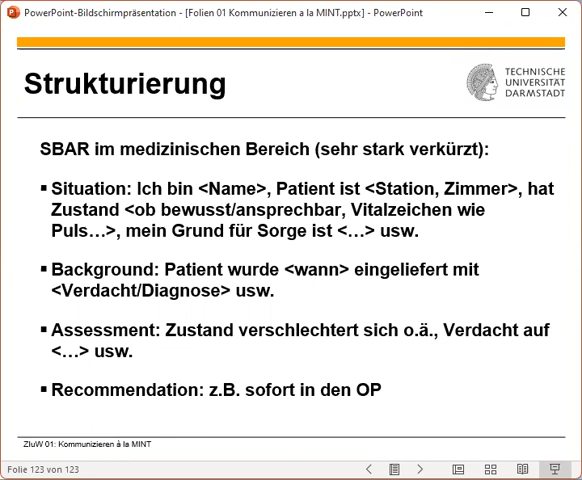 PowerPoint-Bildschirmpräsentation - [Folien 01 Kommunizieren a la MINT.pptx] - PowerPoint
Strukturierung
TECHNISCHE
UNIVERSITÄT
DARMSTADT
SBAR im medizinischen Bereich (sehr stark verkürzt):
▪ Situation: Ich bin <Name>, Patient ist <Station, Zimmer>, hat
Zustand <ob bewusst/ansprechbar, Vitalzeichen wie
Puls…>, mein Grund für Sorge ist <…> usw.
▪ Background: Patient wurde <wann> eingeliefert mit
<Verdacht/Diagnose> usw.
▪ Assessment: Zustand verschlechtert sich o.ä., Verdacht auf
<…> usw.
▪ Recommendation: z.B. sofort in den OP
ZluW 01: Kommunizieren à la MINT
Folie 123 von 123